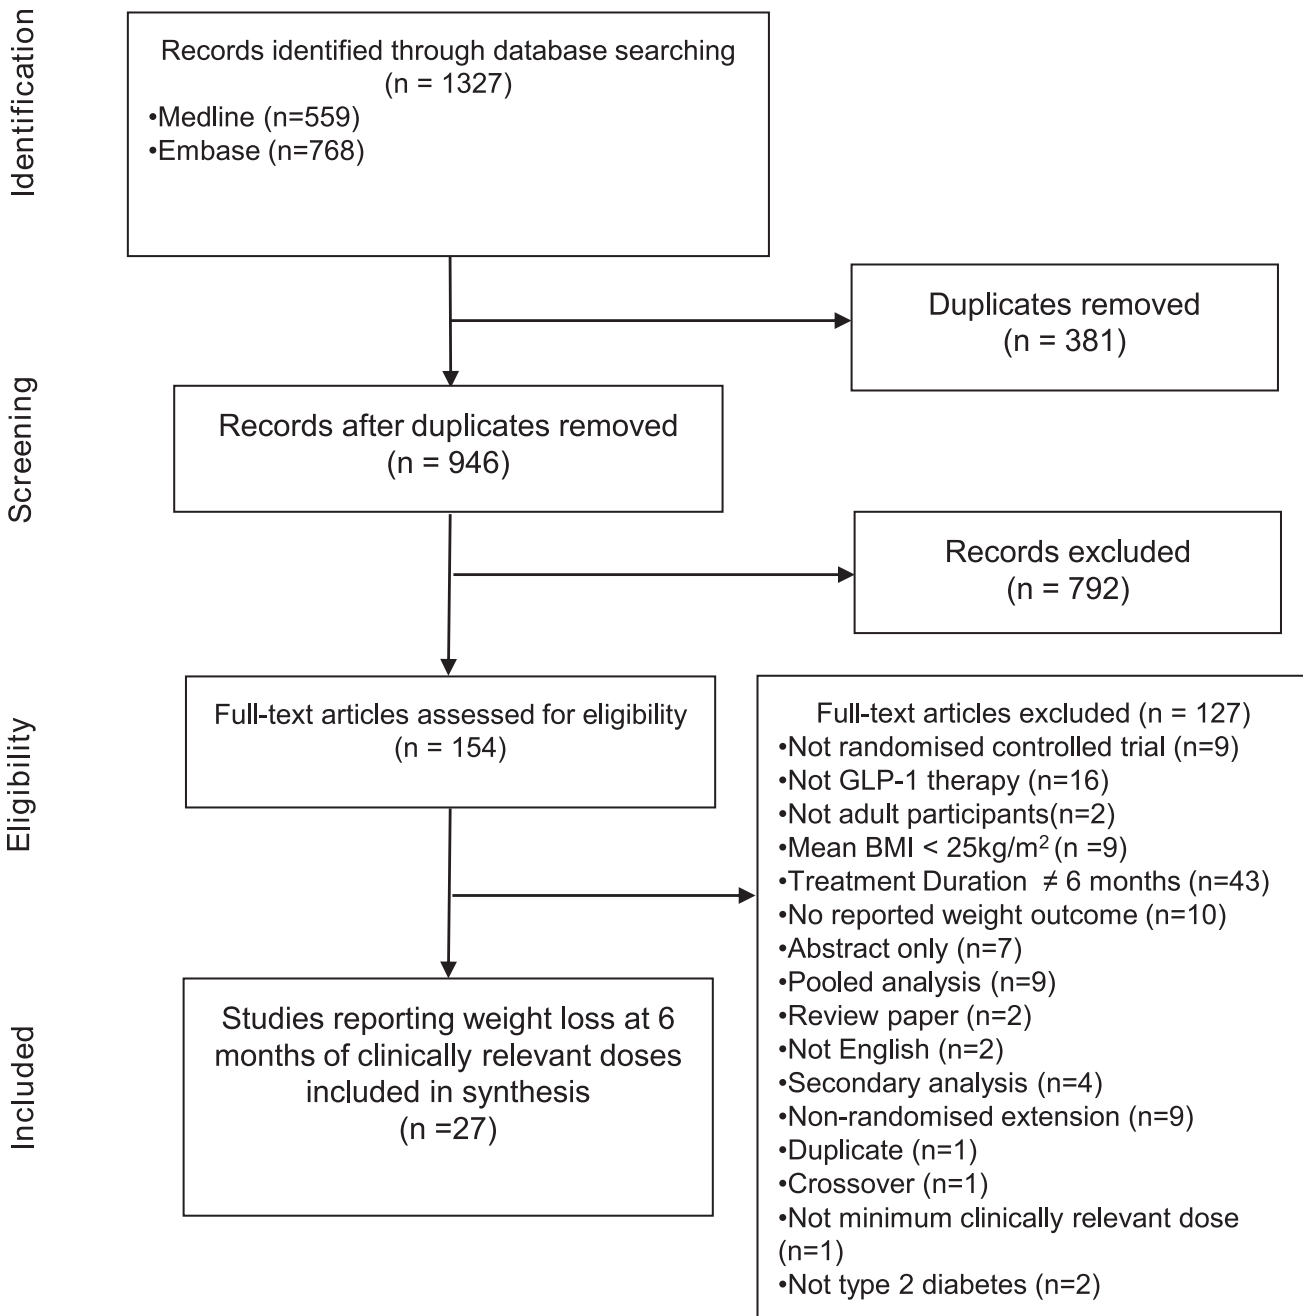 Identification
Records identified through database searching
(n = 1327)
•Medline (n=559)
•Embase (n=768)
Duplicates removed
(n = 381)
Screening
Records after duplicates removed
(n = 946)
Records excluded
(n = 792)
Eligibility
Full-text articles assessed for eligibility
(n = 154)
Full-text articles excluded (n = 127)
•Not randomised controlled trial (n=9)
•Not GLP-1 therapy (n=16)
•Not adult participants(n=2)
•Mean BMI < 25kg/m² (n =9)
•Treatment Duration ≠ 6 months (n=43)
•No reported weight outcome (n=10)
•Abstract only (n=7)
•Pooled analysis (n=9)
•Review paper (n=2)
•Not English (n=2)
•Secondary analysis (n=4)
•Non-randomised extension (n=9)
•Duplicate (n=1)
•Crossover (n=1)
•Not minimum clinically relevant dose
(n=1)
•Not type 2 diabetes (n=2)
Included
Studies reporting weight loss at 6
months of clinically relevant doses
included in synthesis
(n =27)